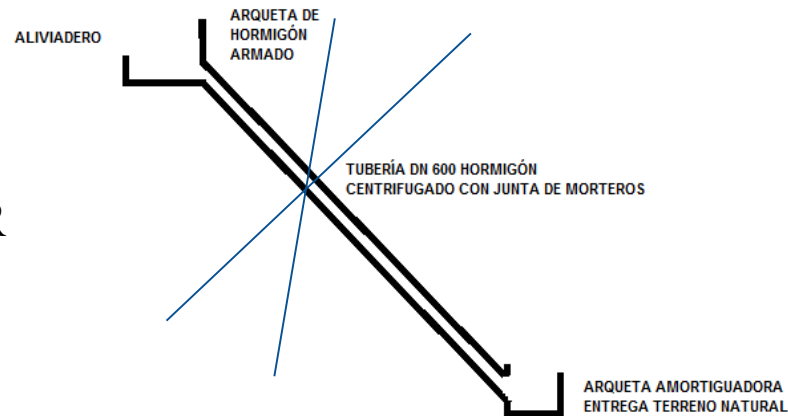 ARQUETA DE
HORMIGÓN
ARMADO
ALIVIADERO
TUBERÍA DN 600 HORMIGÓN
CENTRIFUGADO CON JUNTA DE MORTEROS
R
ARQUETA AMORTIGUADORA
ENTREGA TERRENO NATURAL